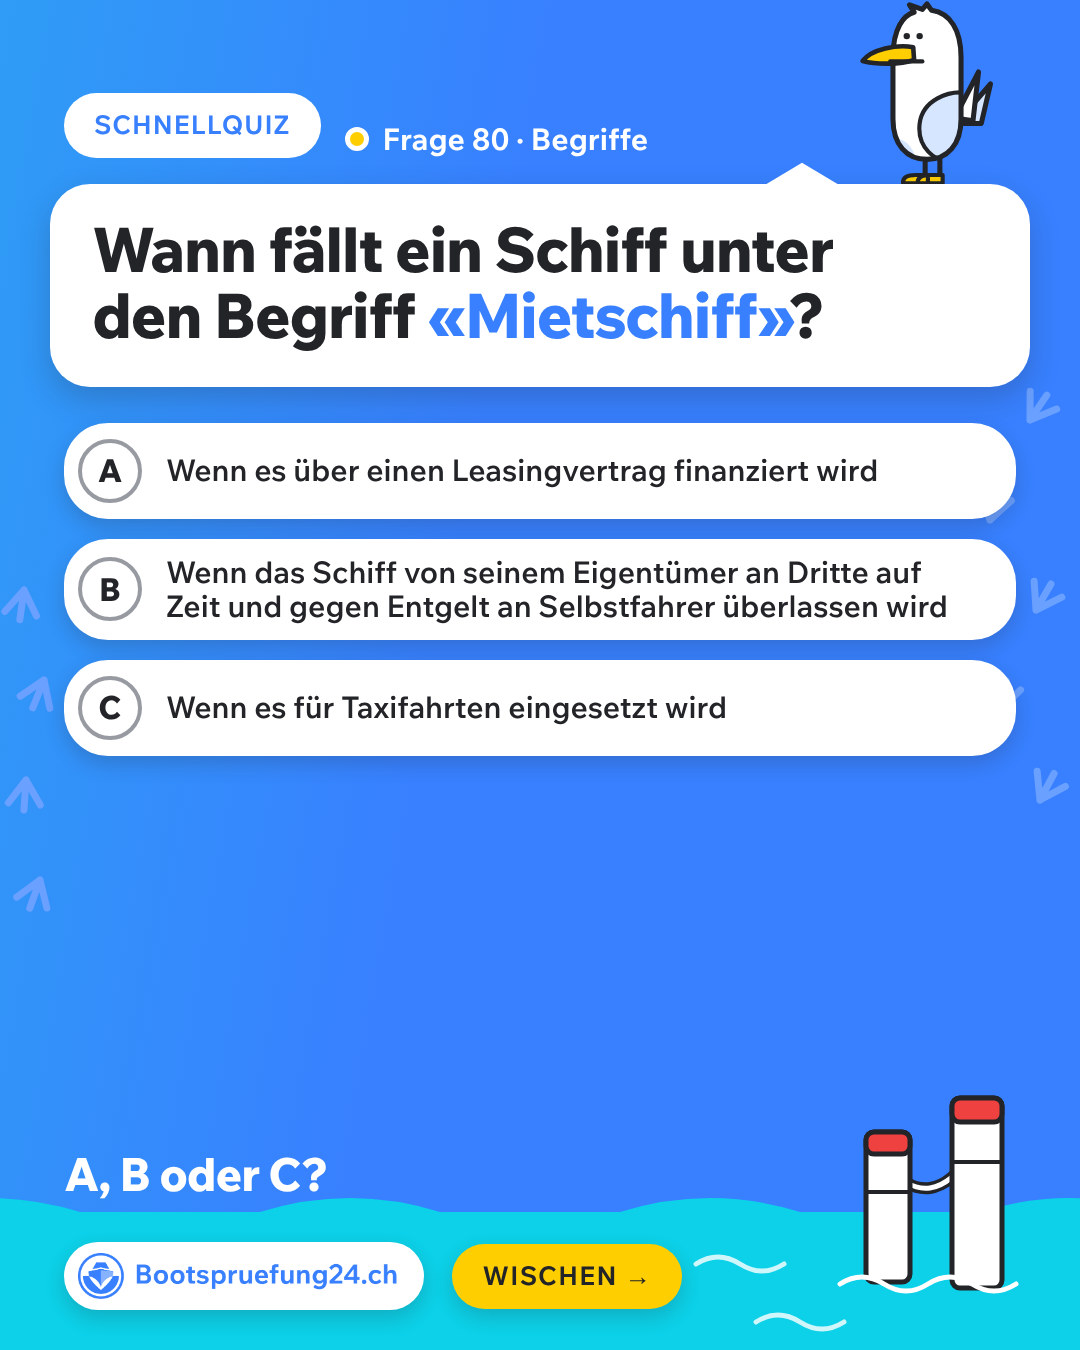 SCHNELLQUIZ
Frage 80 · Begriffe
Wann fällt ein Schiff unter
den Begriff «Mietschiff»?
A Wenn es über einen Leasingvertrag finanziert wird
B Wenn das Schiff von seinem Eigentümer an Dritte auf
Zeit und gegen Entgelt an Selbstfahrer überlassen wird
C Wenn es für Taxifahrten eingesetzt wird
A, B oder C?
Bootspruefung24.ch
WISCHEN →